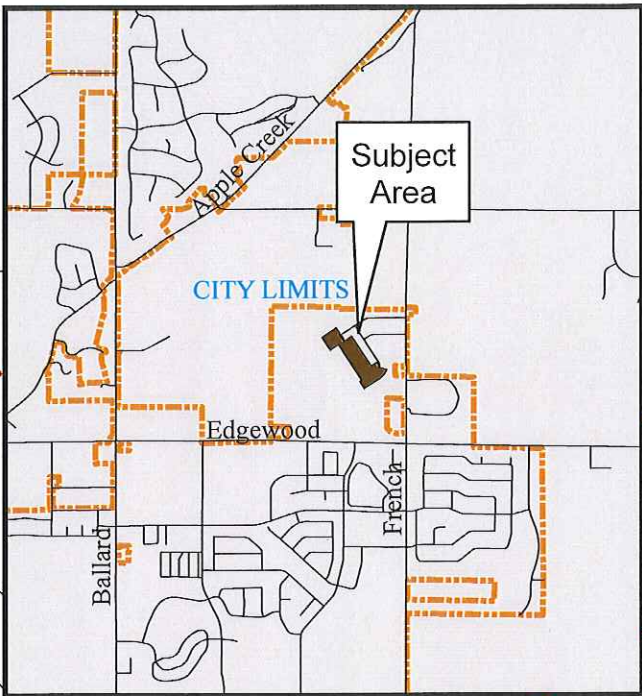 Apple Creek
Subject
Area
CITY LIMITS
Edgewood
French
Ballard